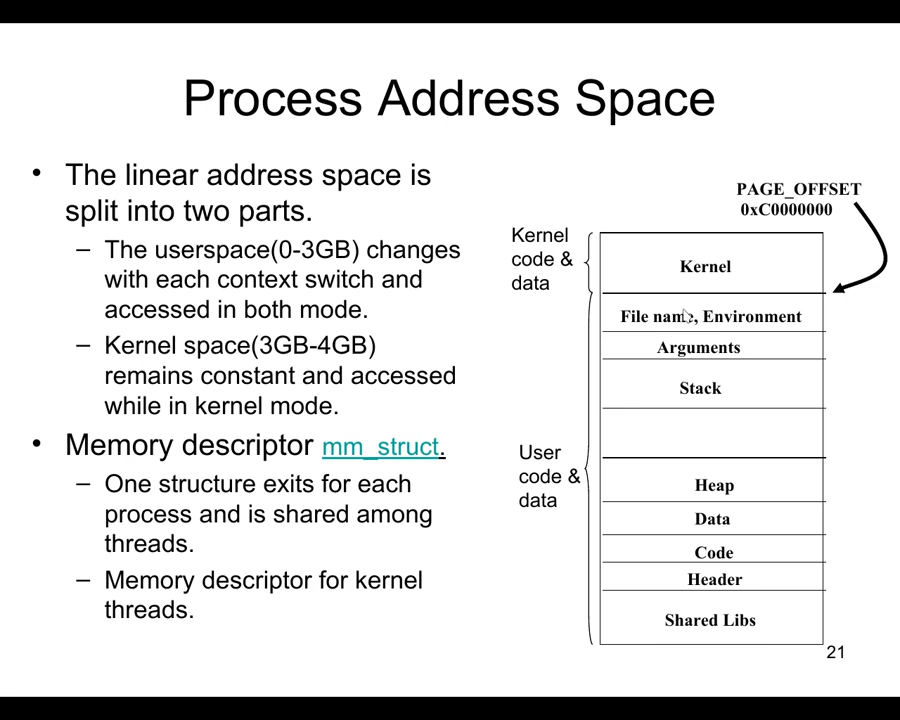 Process Address Space
• The linear address space is
split into two parts.
– The userspace(0-3GB) changes
with each context switch and
accessed in both mode.
– Kernel space(3GB-4GB)
remains constant and accessed
while in kernel mode.
• Memory descriptor mm_struct.
– One structure exits for each
process and is shared among
threads.
– Memory descriptor for kernel
threads.
PAGE_OFFSET
0xC0000000
Kernel
code &
data
Kernel
File name, Environment
Arguments
Stack
User
code &
data
Heap
Data
Code
Header
Shared Libs
21